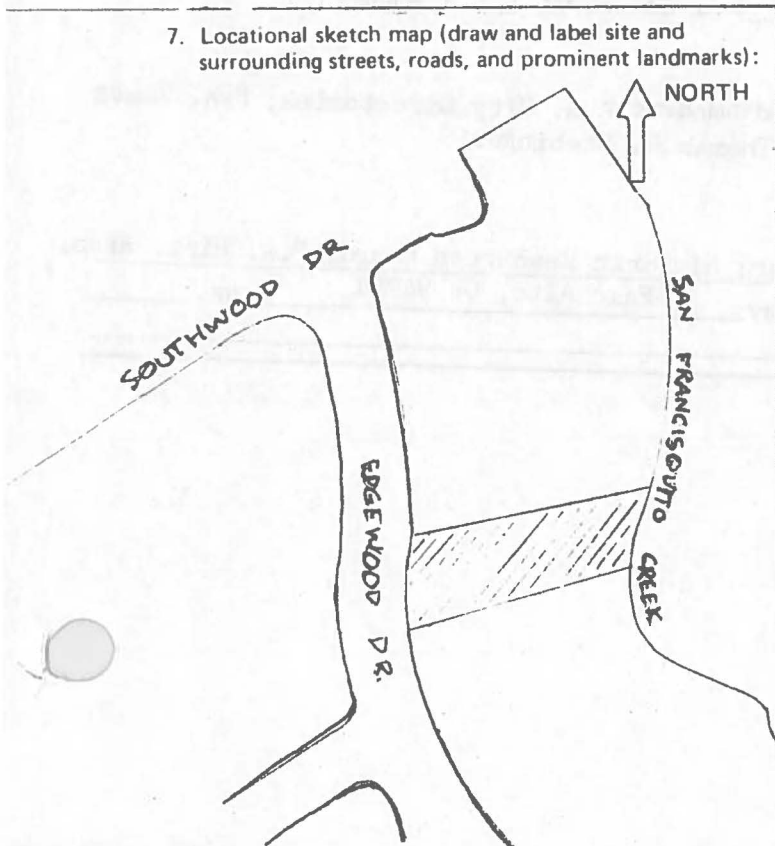 7. Locational sketch map (draw and label site and
surrounding streets, roads, and prominent landmarks):
NORTH
SOUTHWOOD DR
SAN FRANCISQUITO CREEK
EDGEWOOD DR.